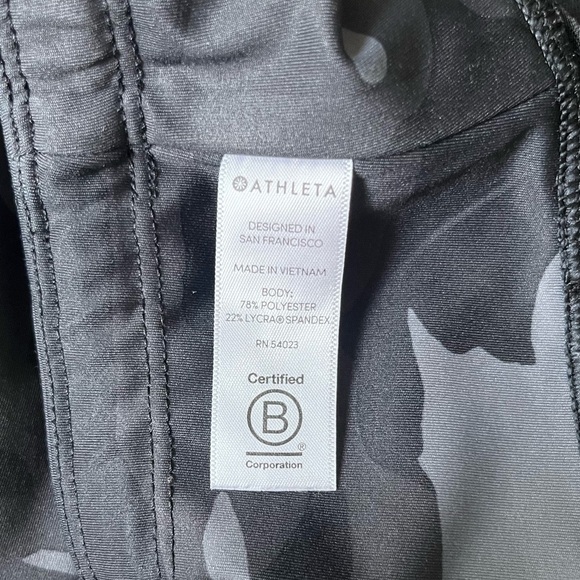 ATHLETA
DESIGNED IN
SAN FRANCISCO
MADE IN VIETNAM
BODY:
78% POLYESTER
22% LYCRA® SPANDEX
RN 54023
Certified
B
®
Corporation